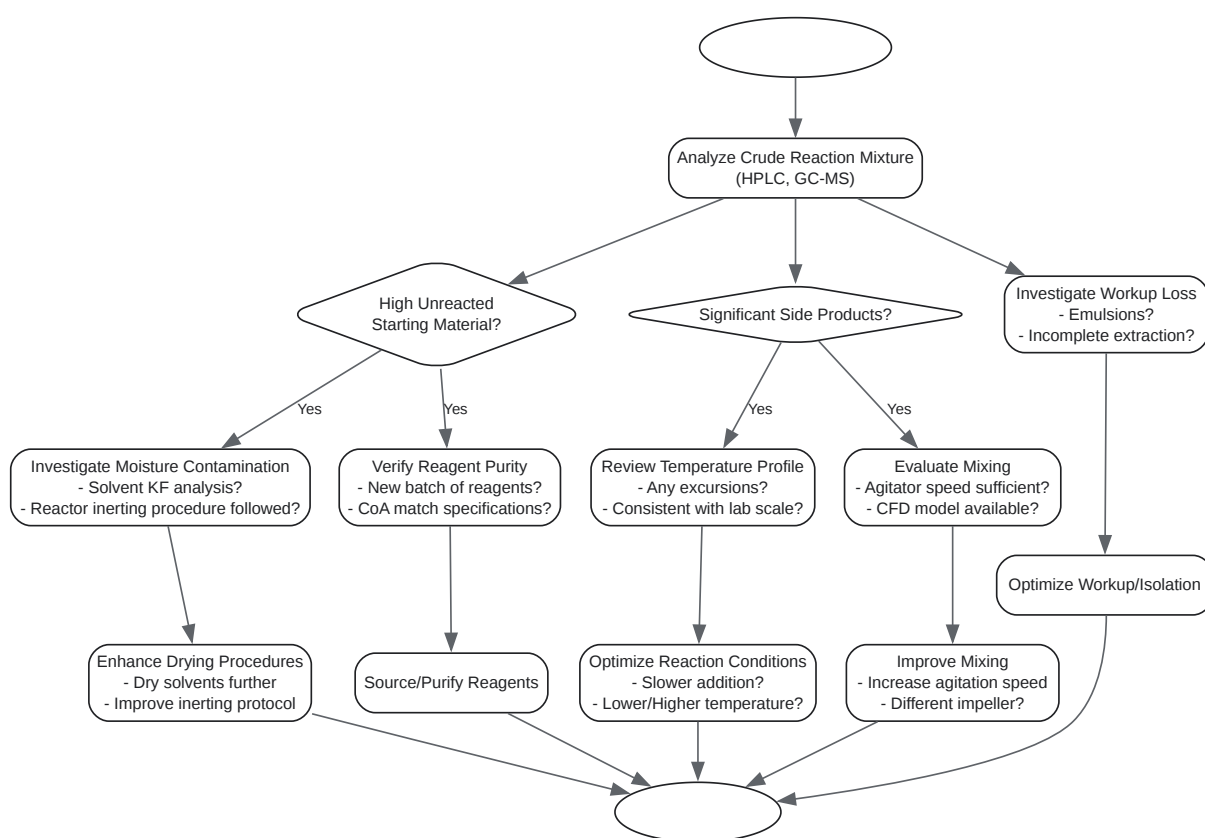 Analyze Crude Reaction Mixture
(HPLC, GC-MS)
High Unreacted
Starting Material?
Significant Side Products?
Investigate Workup Loss
- Emulsions?
- Incomplete extraction?
Yes
Yes
Yes
Yes
Investigate Moisture Contamination
- Solvent KF analysis?
- Reactor inerting procedure followed?
Verify Reagent Purity
- New batch of reagents?
- CoA match specifications?
Review Temperature Profile
- Any excursions?
- Consistent with lab scale?
Evaluate Mixing
- Agitator speed sufficient?
- CFD model available?
Optimize Workup/Isolation
Enhance Drying Procedures
- Dry solvents further
- Improve inerting protocol
Source/Purify Reagents
Optimize Reaction Conditions
- Slower addition?
- Lower/Higher temperature?
Improve Mixing
- Increase agitation speed
- Different impeller?